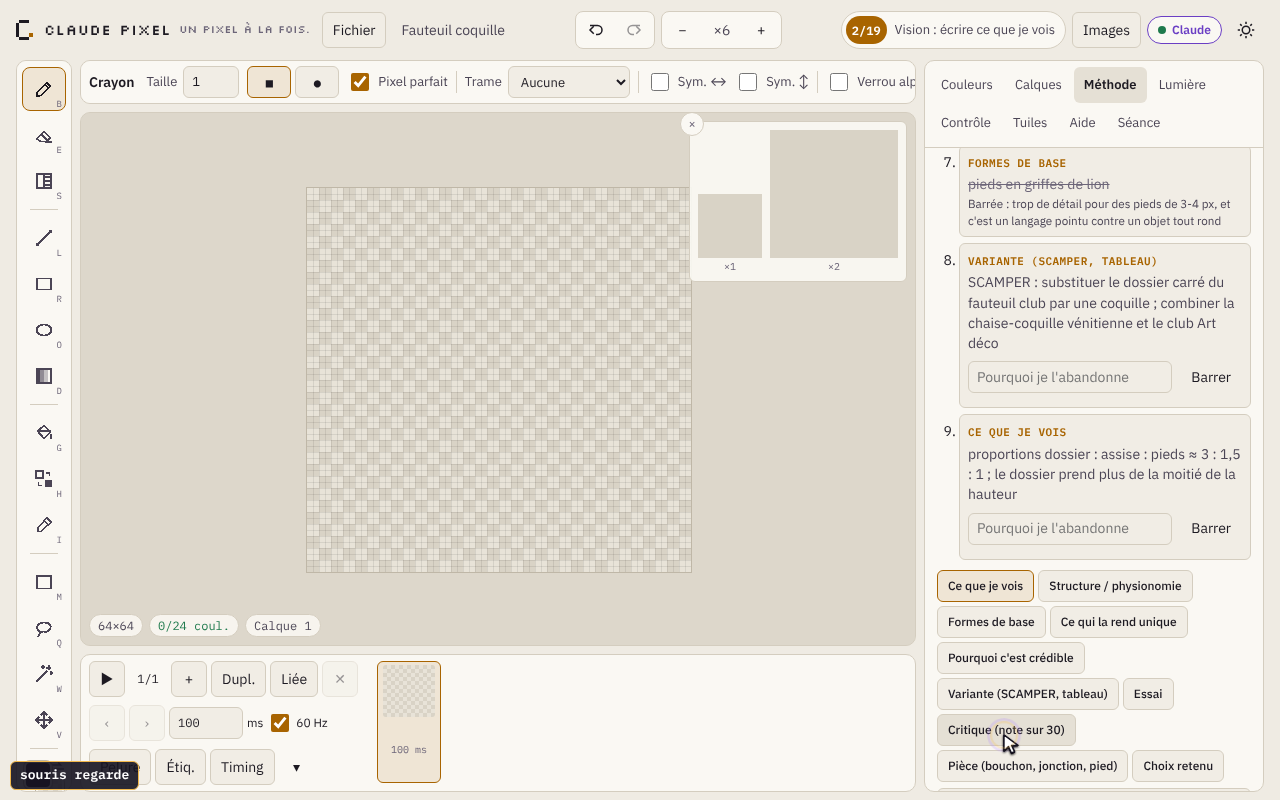 CLAUDE PIXEL UN PIXEL À LA FOIS. Fichier Fauteuil coquille − ×6 + 2/19 Vision : écrire ce que je vois Images Claude
Crayon Taille 1 Pixel parfait Trame Aucune Sym. Sym. Verrou alp
B
E
S
L
R
O
D
G
H
I
M
Q
W
V
×
×1 ×2
64×64 0/24 coul. Calque 1
1/1 + Dupl. Liée ×
‹ › 100 ms 60 Hz
Étiq. Timing
100 ms
souris regarde
Couleurs Calques Méthode Lumière
Contrôle Tuiles Aide Séance
7. FORMES DE BASE
pieds en griffes de lion
Barrée : trop de détail pour des pieds de 3-4 px, et
c'est un langage pointu contre un objet tout rond
8. VARIANTE (SCAMPER, TABLEAU)
SCAMPER : substituer le dossier carré du
fauteuil club par une coquille ; combiner la
chaise-coquille vénitienne et le club Art
déco
Pourquoi je l'abandonne Barrer
9. CE QUE JE VOIS
proportions dossier : assise : pieds ≈ 3 : 1,5
: 1 ; le dossier prend plus de la moitié de la
hauteur
Pourquoi je l'abandonne Barrer
Ce que je vois Structure / physionomie
Formes de base Ce qui la rend unique
Pourquoi c'est crédible
Variante (SCAMPER, tableau) Essai
Critique (note sur 30)
Pièce (bouchon, jonction, pied) Choix retenu